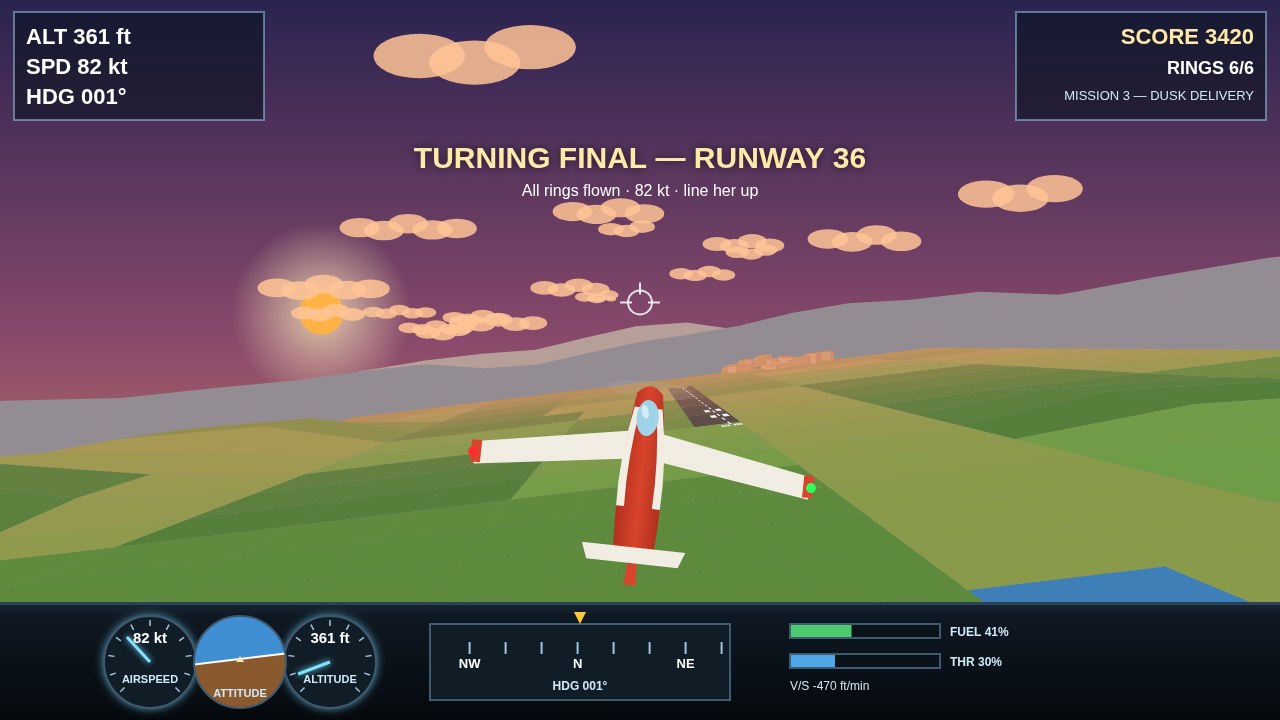 ALT 361 ft
SPD 82 kt
HDG 001°
SCORE 3420
RINGS 6/6
MISSION 3 — DUSK DELIVERY
TURNING FINAL — RUNWAY 36
All rings flown · 82 kt · line her up
82 kt
AIRSPEED
ATTITUDE
361 ft
ALTITUDE
NW N NE
HDG 001°
FUEL 41%
THR 30%
V/S -470 ft/min